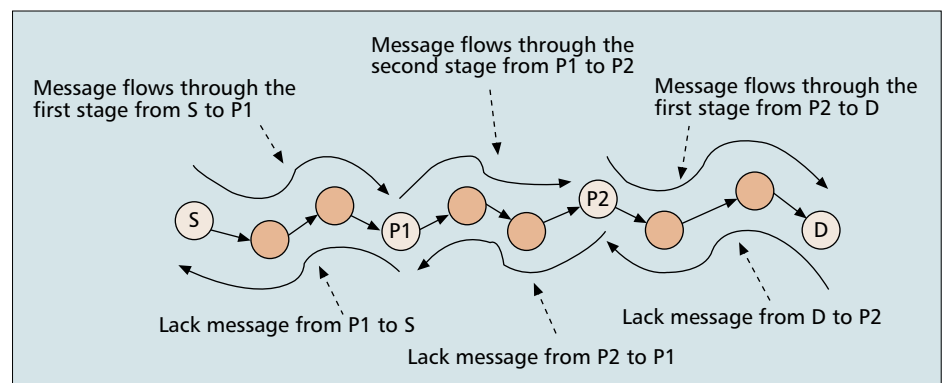 Message flows through the
second stage from P1 to P2
Message flows through the
first stage from S to P1
Message flows through the
first stage from P2 to D
S
P1
P2
D
Lack message from P1 to S
Lack message from P2 to P1
Lack message from D to P2